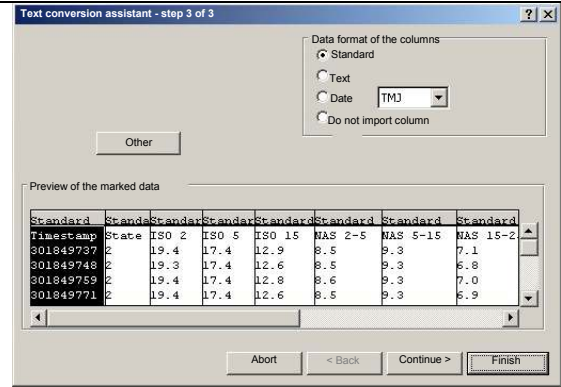 Text conversion assistant - step 3 of 3
Data format of the columns
Standard
Text
Date TMJ
Do not import column
Other
Preview of the marked data
Standard Standa Standar Standar Standard Standard Standard Standard
Timestamp State ISO 2 ISO 5 ISO 15 NAS 2-5 NAS 5-15 NAS 15-2
301849737 2 19.4 17.4 12.9 8.5 9.3 7.1
301849748 2 19.3 17.4 12.6 8.5 9.3 6.8
301849759 2 19.4 17.4 12.8 8.6 9.3 7.0
301849771 2 19.4 17.4 12.6 8.5 9.3 6.9
Abort < Back Continue > Finish